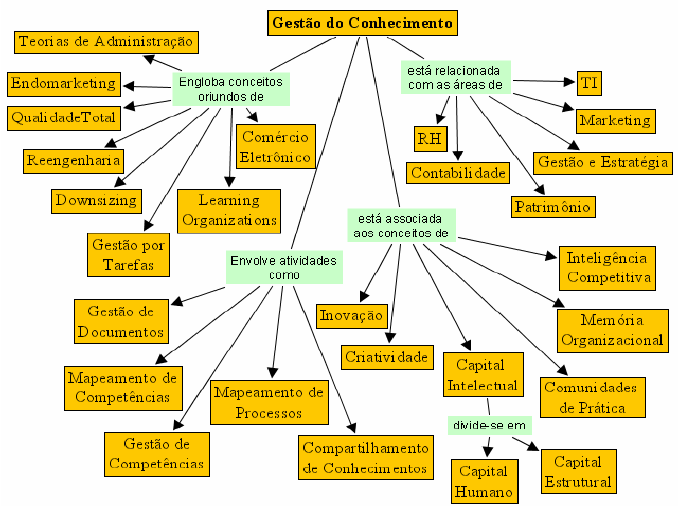 Gestão do Conhecimento
Teorias de Administração
Endomarketing
QualidadeTotal
Reengenharia
Downsizing
Gestão por
Tarefas
Engloba conceitos
oriundos de
Comércio
Eletrônico
Learning
Organizations
está relacionada
com as áreas de
TI
Marketing
RH
Contabilidade
Gestão e Estratégia
Patrimônio
Envolve atividades
como
Gestão de
Documentos
Mapeamento de
Competências
Gestão de
Competências
Mapeamento de
Processos
Compartilhamento
de Conhecimentos
está associada
aos conceitos de
Inovação
Criatividade
Capital
Intelectual
Inteligência
Competitiva
Memória
Organizacional
Comunidades
de Prática
divide-se em
Capital
Humano
Capital
Estrutural